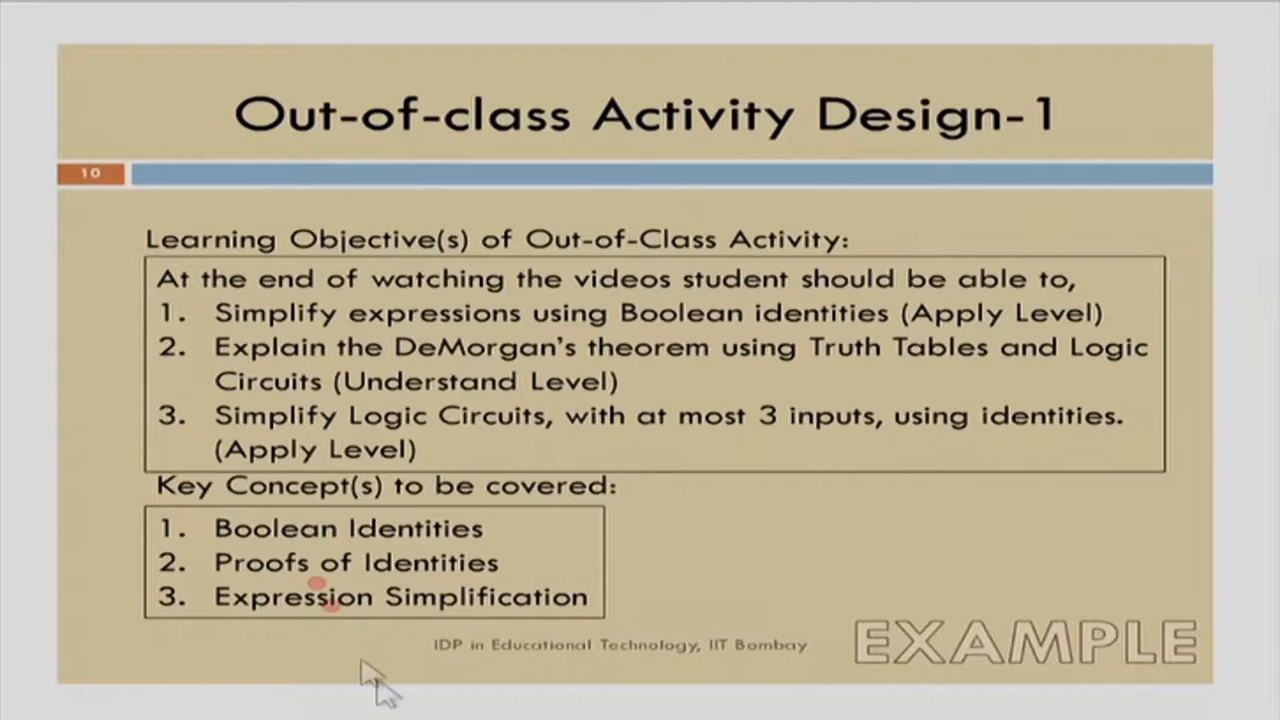 Out-of-class Activity Design-1
10
Learning Objective(s) of Out-of-Class Activity:
At the end of watching the videos student should be able to,
1. Simplify expressions using Boolean identities (Apply Level)
2. Explain the DeMorgan's theorem using Truth Tables and Logic
Circuits (Understand Level)
3. Simplify Logic Circuits, with at most 3 inputs, using identities.
(Apply Level)
Key Concept(s) to be covered:
1. Boolean Identities
2. Proofs of Identities
3. Expression Simplification
IDP in Educational Technology, IIT Bombay
EXAMPLE